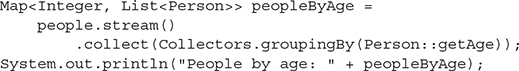 Map<Integer, List<Person>> peopleByAge =
people.stream()
.collect(Collectors.groupingBy(Person::getAge));
System.out.println("People by age: " + peopleByAge);